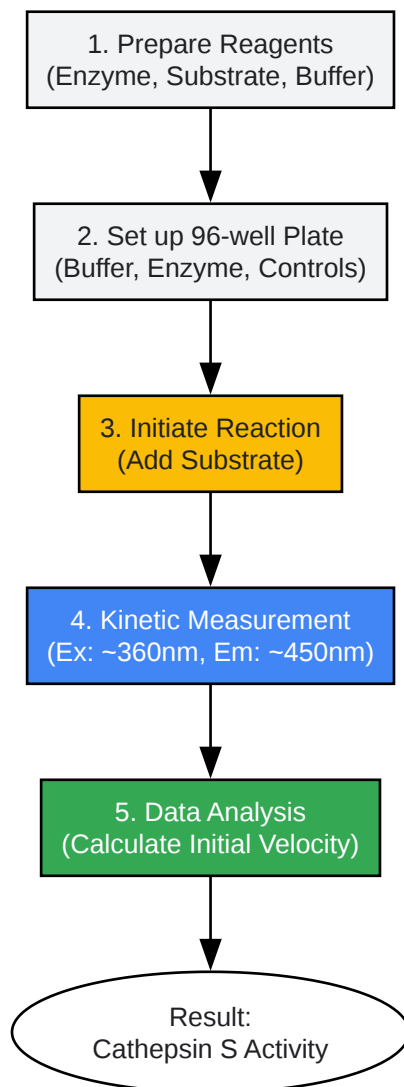 1. Prepare Reagents
(Enzyme, Substrate, Buffer)
2. Set up 96-well Plate
(Buffer, Enzyme, Controls)
3. Initiate Reaction
(Add Substrate)
4. Kinetic Measurement
(Ex: ~360nm, Em: ~450nm)
5. Data Analysis
(Calculate Initial Velocity)
Result:
Cathepsin S Activity